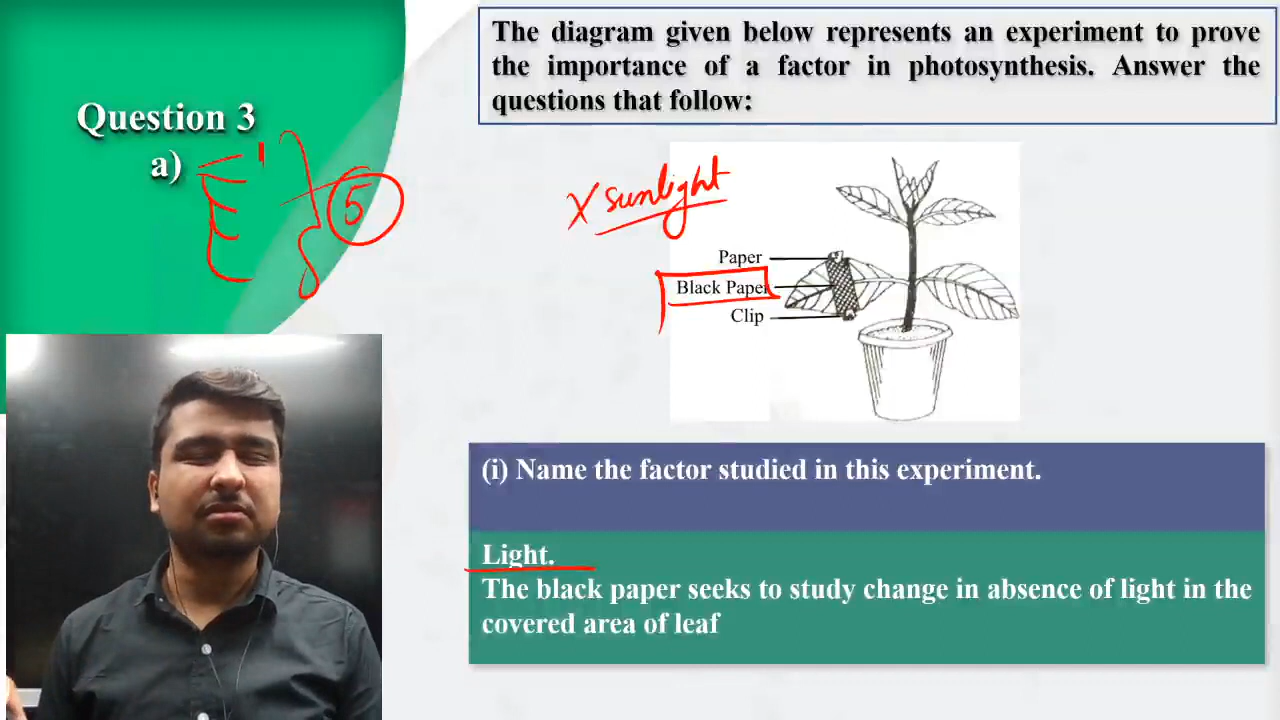 The diagram given below represents an experiment to prove
the importance of a factor in photosynthesis. Answer the
questions that follow:
Question 3
a)
1
5
X sunlight
Paper
Black Paper
Clip
(i) Name the factor studied in this experiment.
Light.
The black paper seeks to study change in absence of light in the
covered area of leaf